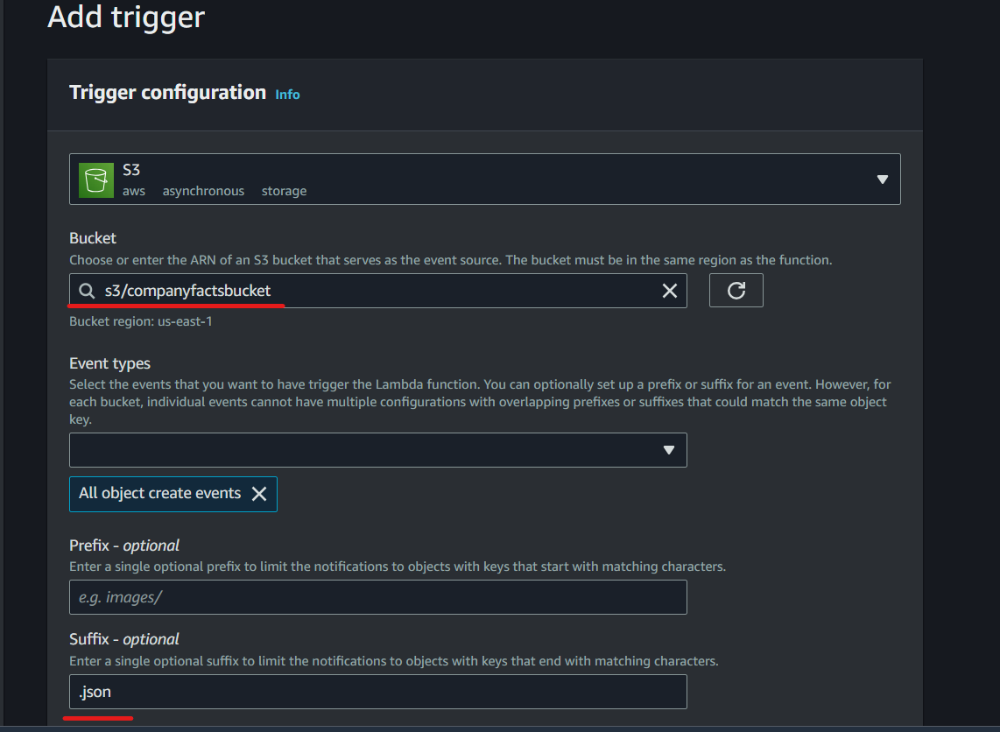 Add trigger
Trigger configuration Info
S3
aws asynchronous storage
Bucket
Choose or enter the ARN of an S3 bucket that serves as the event source. The bucket must be in the same region as the function.
s3/companyfactsbucket
Bucket region: us-east-1
Event types
Select the events that you want to have trigger the Lambda function. You can optionally set up a prefix or suffix for an event. However, for
each bucket, individual events cannot have multiple configurations with overlapping prefixes or suffixes that could match the same object
key.
All object create events
Prefix - optional
Enter a single optional prefix to limit the notifications to objects with keys that start with matching characters.
e.g. images/
Suffix - optional
Enter a single optional suffix to limit the notifications to objects with keys that end with matching characters.
.json